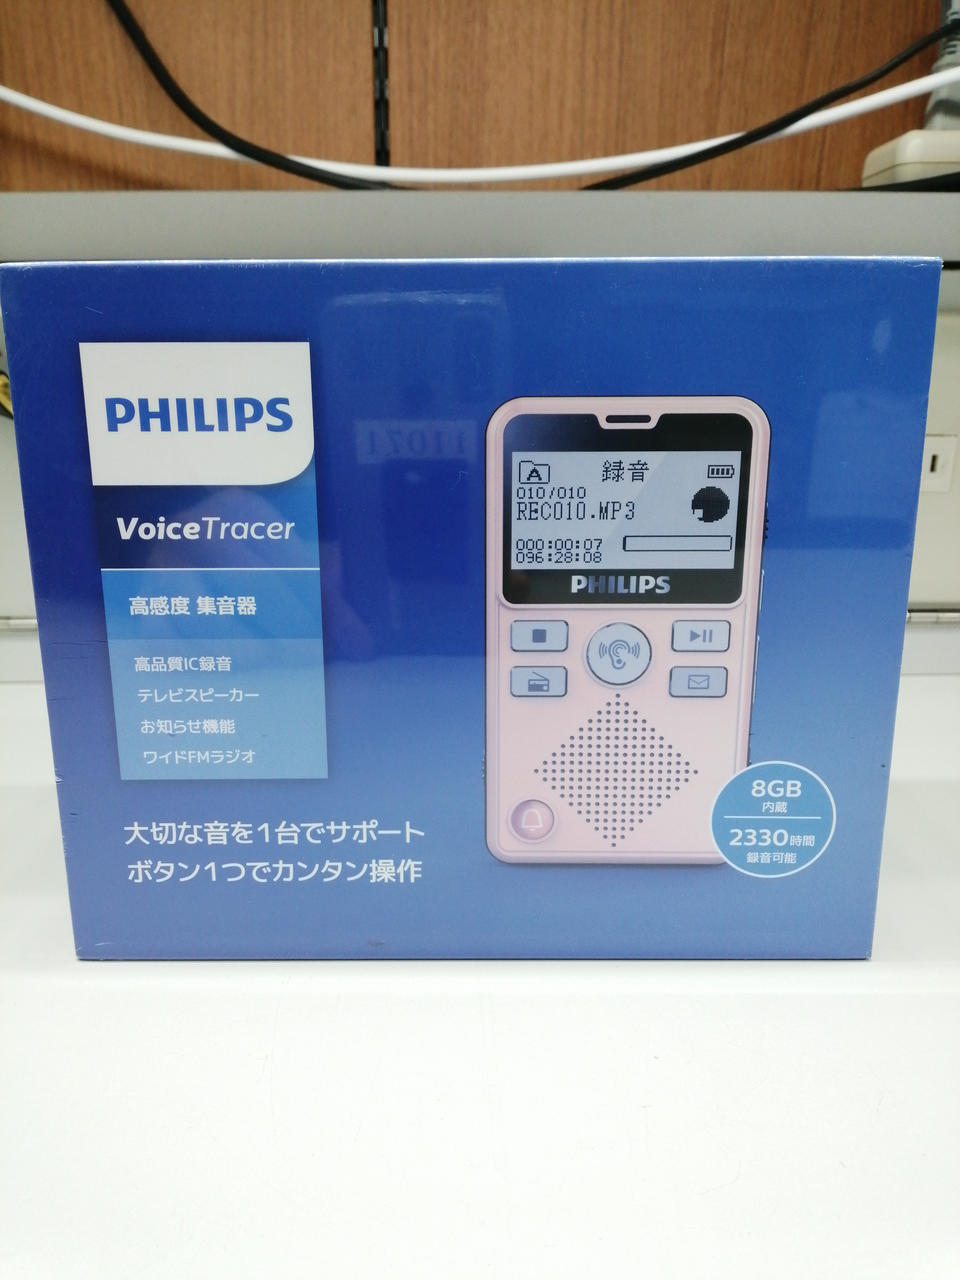 PHILIPS
VoiceTracer
高感度 集音器
高品質IC録音
テレビスピーカー
お知らせ機能
ワイドFMラジオ
大切な音を1台でサポート
ボタン1つでカンタン操作
A 録音
010/010
REC010.MP3
000:00:07
096:28:08
PHILIPS
8GB
内蔵
2330時間
録音可能